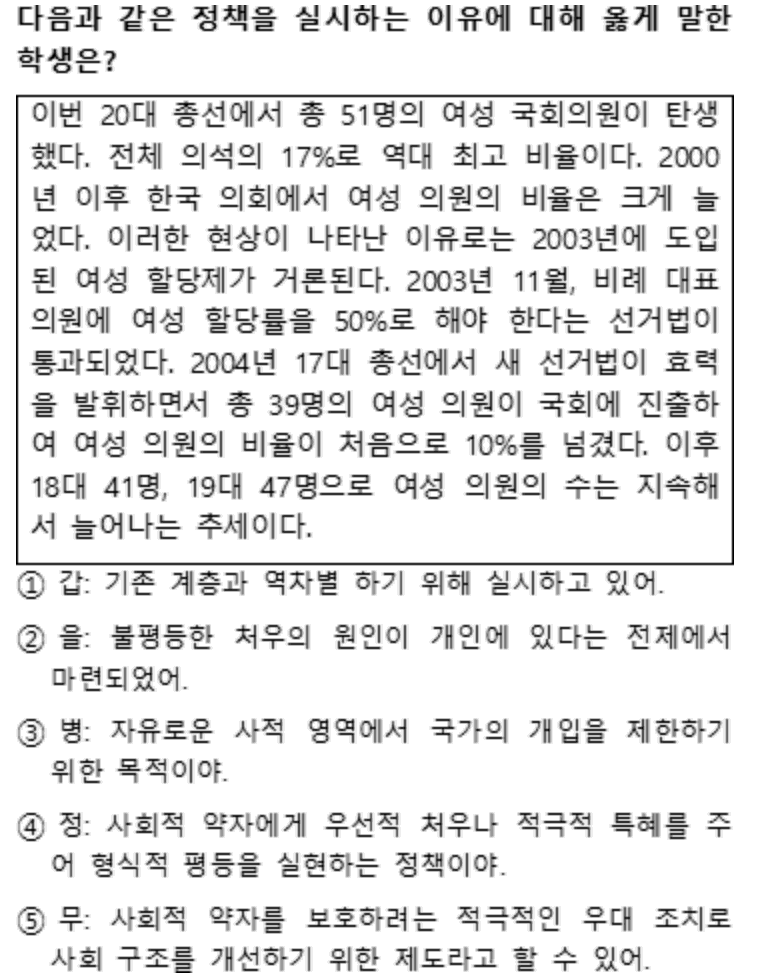 다음과 같은 정책을 실시하는 이유에 대해 옳게 말한
학생은?
이번 20대 총선에서 총 51명의 여성 국회의원이 탄생
했다. 전체 의석의 17%로 역대 최고 비율이다. 2000
년 이후 한국 의회에서 여성 의원의 비율은 크게 늘
었다. 이러한 현상이 나타난 이유로는 2003년에 도입
된 여성 할당제가 거론된다. 2003년 11월, 비례 대표
의원에 여성 할당률을 50%로 해야 한다는 선거법이
통과되었다. 2004년 17대 총선에서 새 선거법이 효력
을 발휘하면서 총 39명의 여성 의원이 국회에 진출하
여 여성 의원의 비율이 처음으로 10%를 넘겼다. 이후
18대 41명, 19대 47명으로 여성 의원의 수는 지속해
서 늘어나는 추세이다.
① 갑: 기존 계층과 역차별 하기 위해 실시하고 있어.
② 을: 불평등한 처우의 원인이 개인에 있다는 전제에서
마련되었어.
③ 병: 자유로운 사적 영역에서 국가의 개입을 제한하기
위한 목적이야.
④ 정: 사회적 약자에게 우선적 처우나 적극적 특혜를 주
어 형식적 평등을 실현하는 정책이야.
⑤ 무: 사회적 약자를 보호하려는 적극적인 우대 조치로
사회 구조를 개선하기 위한 제도라고 할 수 있어.